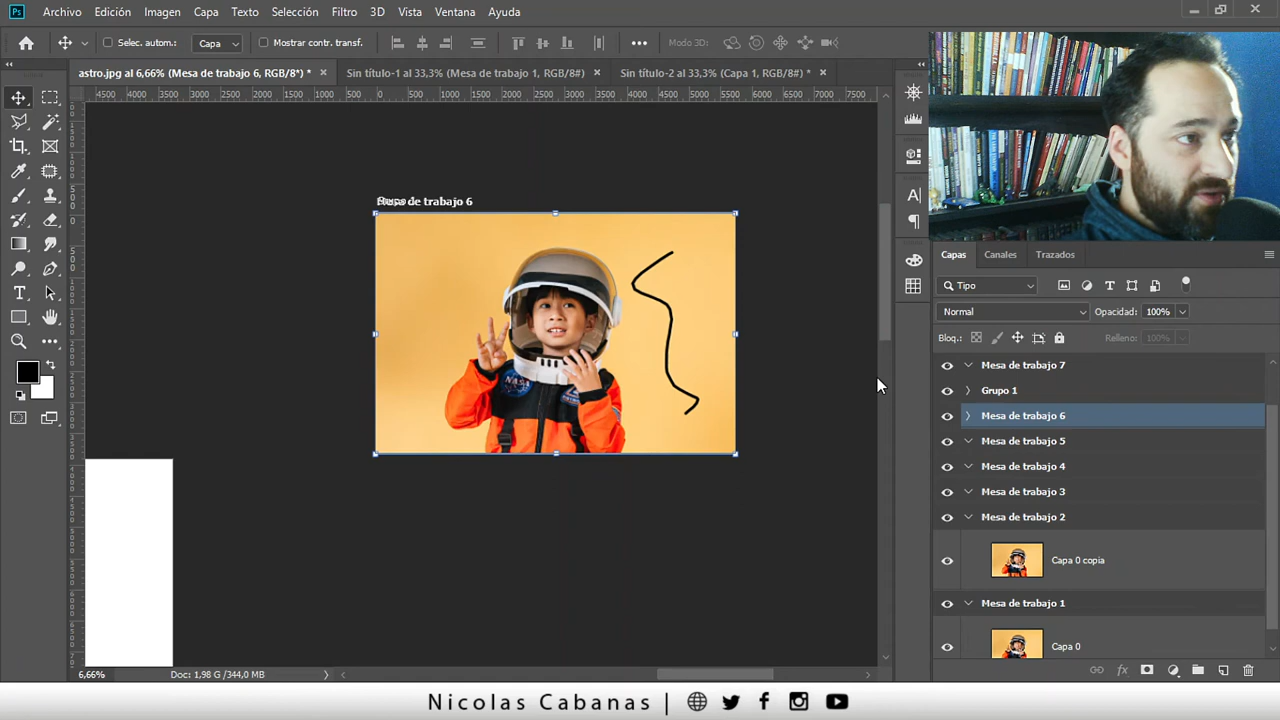 Ps Archivo Edición Imagen Capa Texto Selección Filtro 3D Vista Ventana Ayuda
Selec. autom.: Capa Mostrar contr. transf. Modo 3D:
astro.jpg al 6,66% (Mesa de trabajo 6, RGB/8*) * Sin título-1 al 33,3% (Mesa de trabajo 1, RGB/8#) Sin título-2 al 33,3% (Capa 1, RGB/8#) *
4500 4000 3500 3000 2500 2000 1500 1000 500 0 500 1000 1500 2000 2500 3000 3500 4000 4500 5000 5500 6000 6500 7000 7500
Mesa de trabajo 6
NASA
Capas Canales Trazados
Tipo
Normal Opacidad: 100%
Bloq.: Relleno: 100%
Mesa de trabajo 7
Grupo 1
Mesa de trabajo 6
Mesa de trabajo 5
Mesa de trabajo 4
Mesa de trabajo 3
Mesa de trabajo 2
Capa 0 copia
Mesa de trabajo 1
Capa 0
6,66% Doc: 1,98 G/344,0 MB
fx
Nicolas Cabanas |